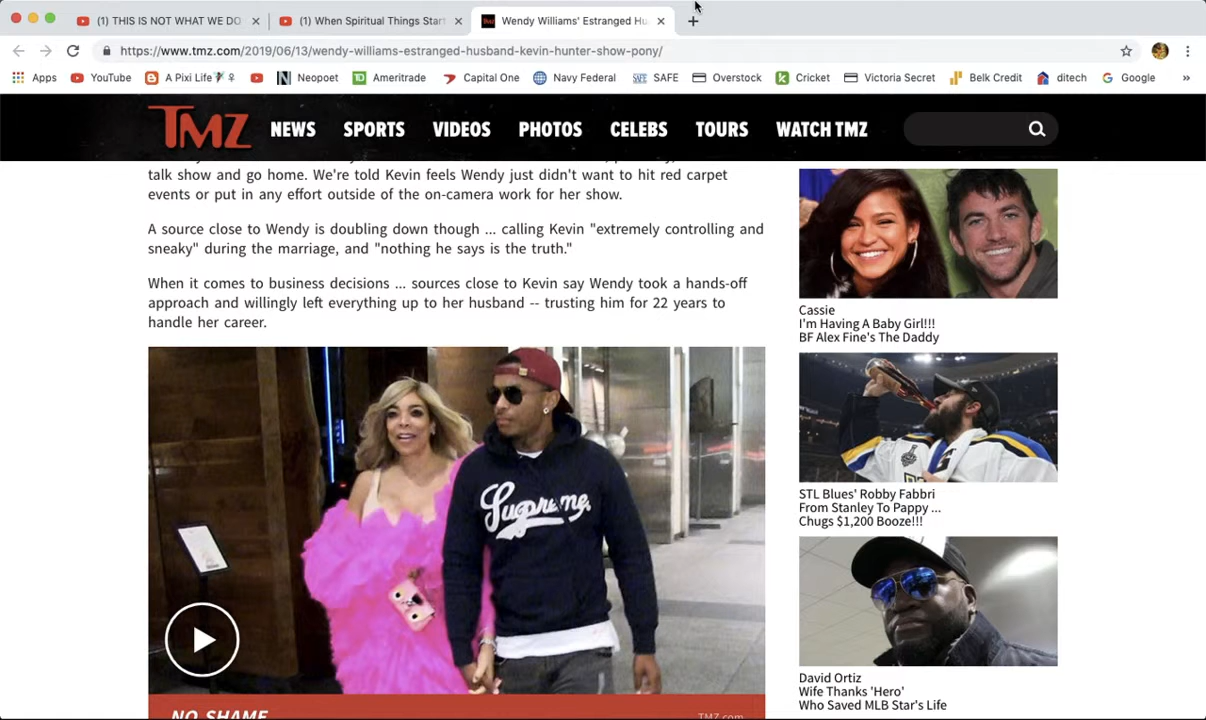 (1) THIS IS NOT WHAT WE DO
(1) When Spiritual Things Start
Wendy Williams' Estranged Hu
https://www.tmz.com/2019/06/13/wendy-williams-estranged-husband-kevin-hunter-show-pony/
Apps YouTube A Pixi Life Neopoet Ameritrade Capital One Navy Federal SAFE Overstock Cricket Victoria Secret Belk Credit ditech Google
TMZ NEWS SPORTS VIDEOS PHOTOS CELEBS TOURS WATCH TMZ
talk show and go home. We're told Kevin feels Wendy just didn't want to hit red carpet
events or put in any effort outside of the on-camera work for her show.
A source close to Wendy is doubling down though ... calling Kevin "extremely controlling and
sneaky" during the marriage, and "nothing he says is the truth."
When it comes to business decisions ... sources close to Kevin say Wendy took a hands-off
approach and willingly left everything up to her husband -- trusting him for 22 years to
handle her career.
Supreme
NO SHAME
TMZ.com
Cassie
I'm Having A Baby Girl!!!
BF Alex Fine's The Daddy
STL Blues' Robby Fabbri
From Stanley To Pappy ...
Chugs $1,200 Booze!!!
David Ortiz
Wife Thanks 'Hero'
Who Saved MLB Star's Life